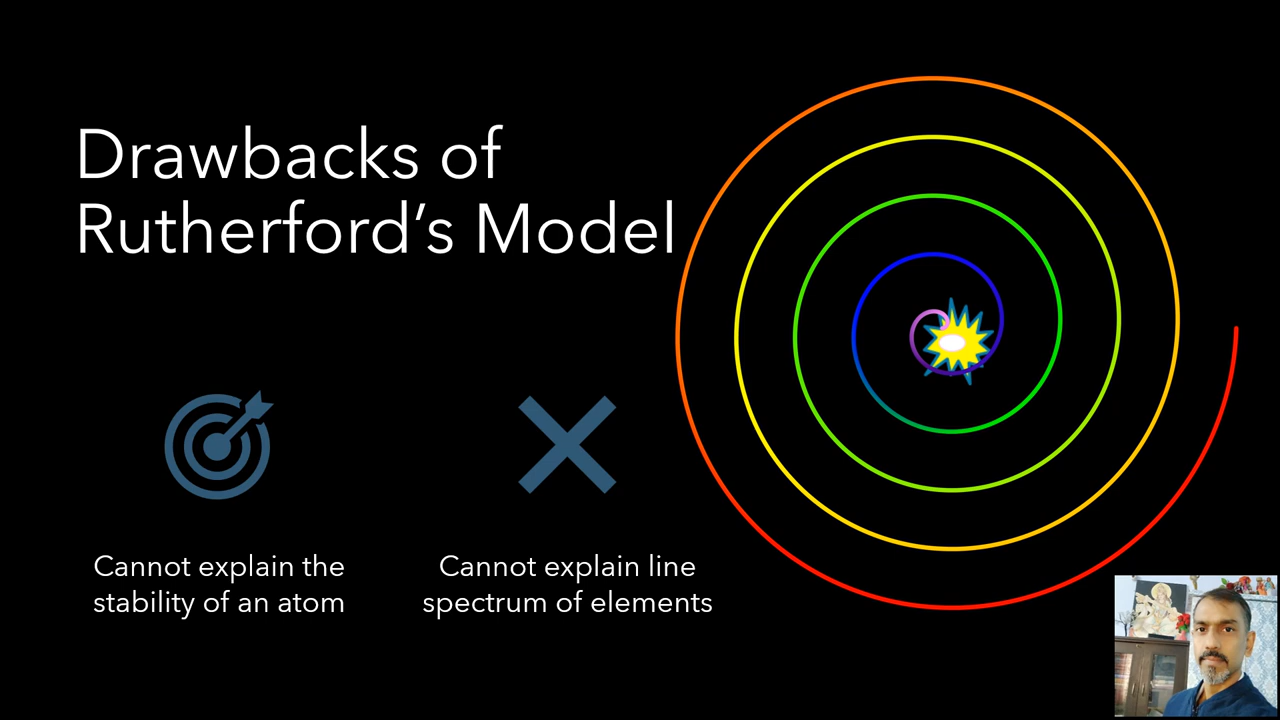 Drawbacks of
Rutherford’s Model
Cannot explain the
stability of an atom
Cannot explain line
spectrum of elements